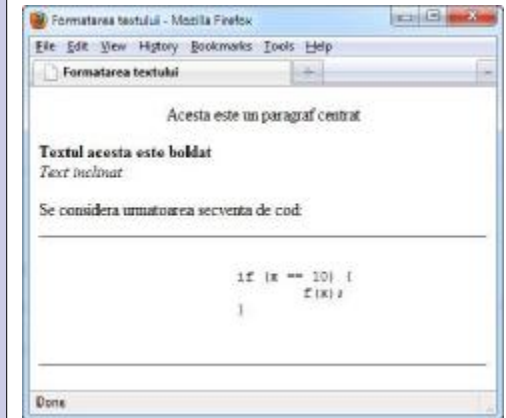 Formatarea textului - Mozilla Firefox
File Edit View History Bookmarks Tools Help
Formatarea textului
Acesta este un paragraf centrat
Textul acesta este boldat
Text inclinat
Se considera urmatoarea secventa de cod:
if (x == 10) {
f(x);
}
Done